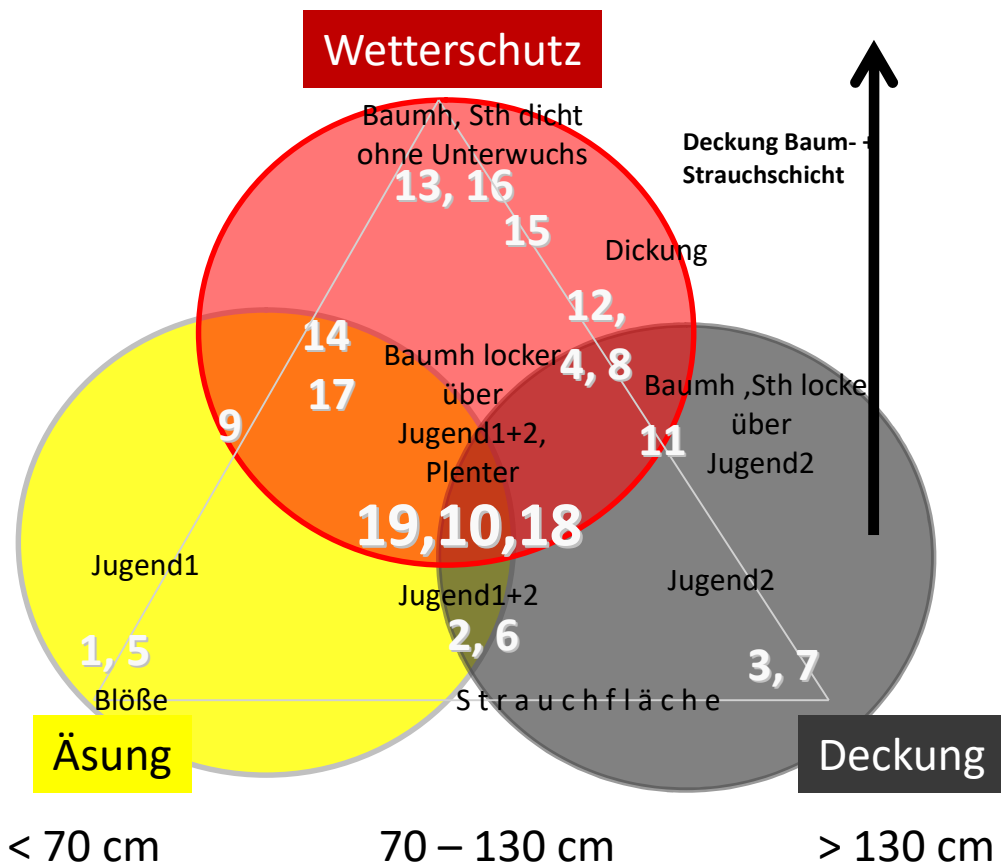 Wetterschutz
Baumh, Sth dicht
ohne Unterwuchs
13, 16
15
Deckung Baum- +
Strauchschicht
Dickung
12,
14
4, 8
Baumh locker
über
Jugend1+2,
Plenter
17
Baumh ,Sth locke
über
Jugend2
9
11
19,10,18
Jugend1
Jugend1+2
Jugend2
1, 5
2, 6
3, 7
Blöße
Strauchfläche
Äsung
Deckung
< 70 cm
70 – 130 cm
> 130 cm